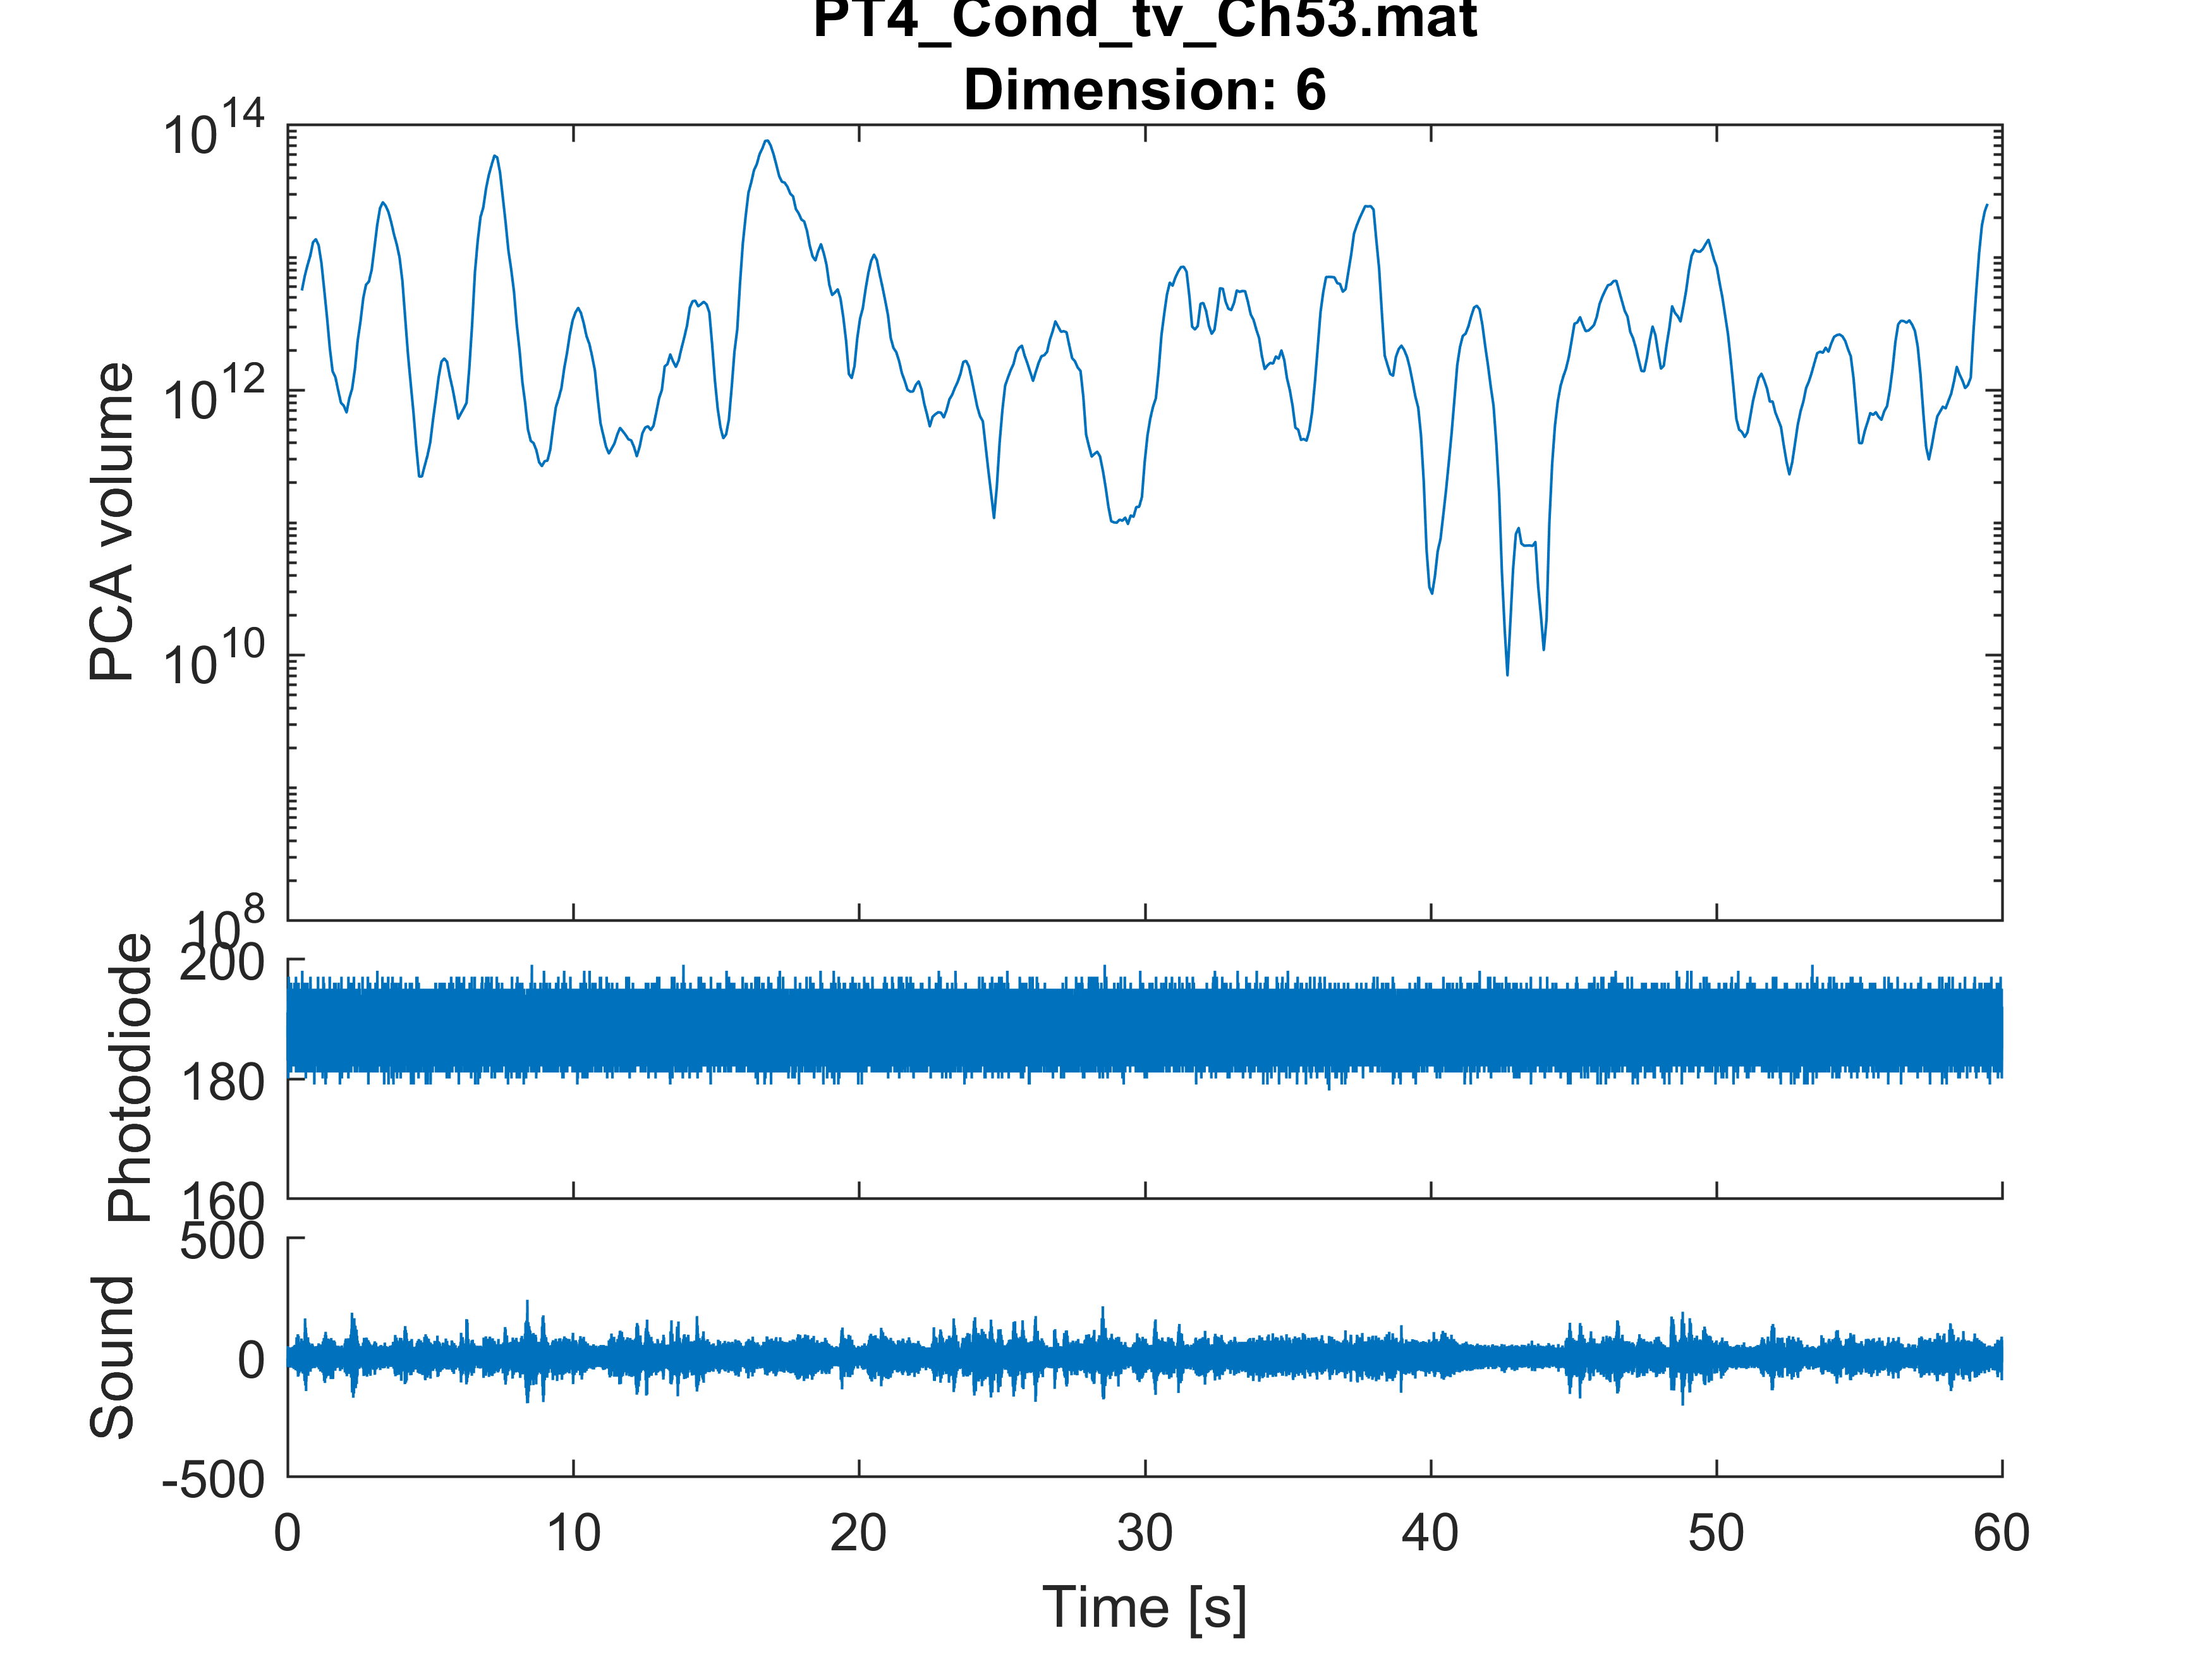 PT4_Cond_tv_Ch53.mat
Dimension: 6
10^14
10^12
10^10
10^8
PCA volume
200
180
160
Photodiode
500
0
-500
Sound
0 10 20 30 40 50 60
Time [s]